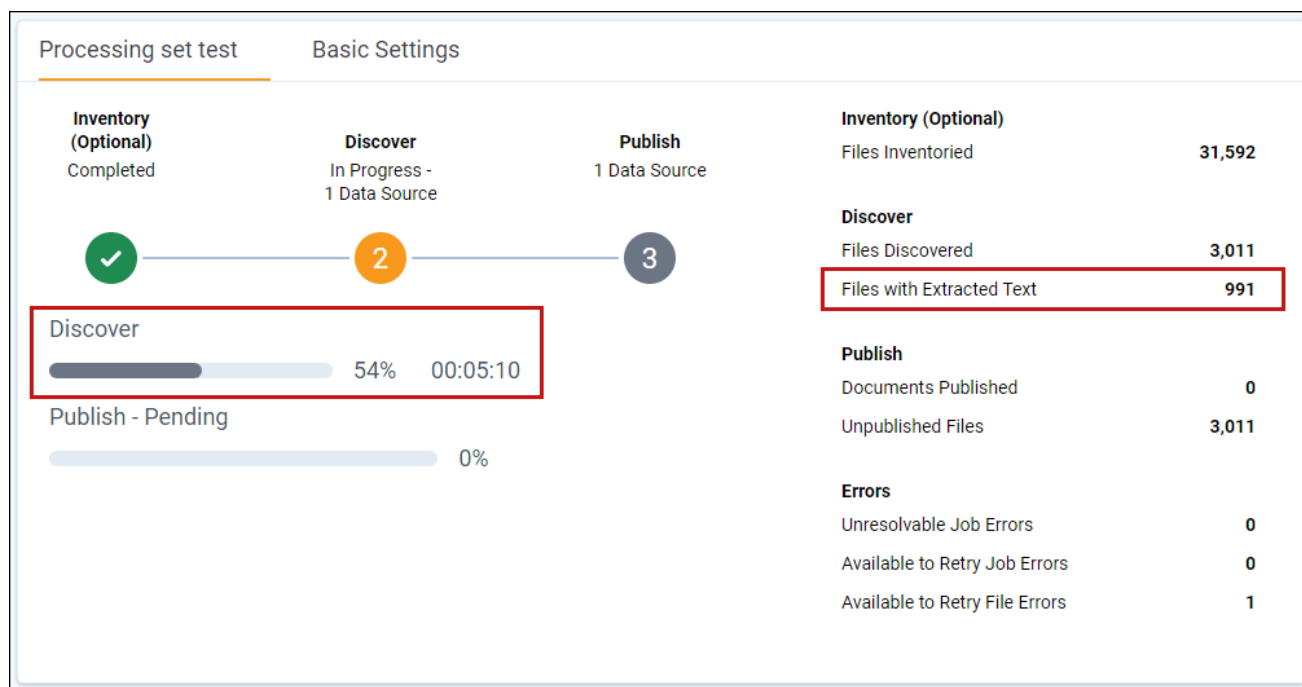 Processing set test
Basic Settings
Inventory
(Optional)
Completed
Discover
In Progress -
1 Data Source
Publish
1 Data Source
2
3
Discover
54% 00:05:10
Publish - Pending
0%
Inventory (Optional)
Files Inventoried 31,592
Discover
Files Discovered 3,011
Files with Extracted Text 991
Publish
Documents Published 0
Unpublished Files 3,011
Errors
Unresolvable Job Errors 0
Available to Retry Job Errors 0
Available to Retry File Errors 1